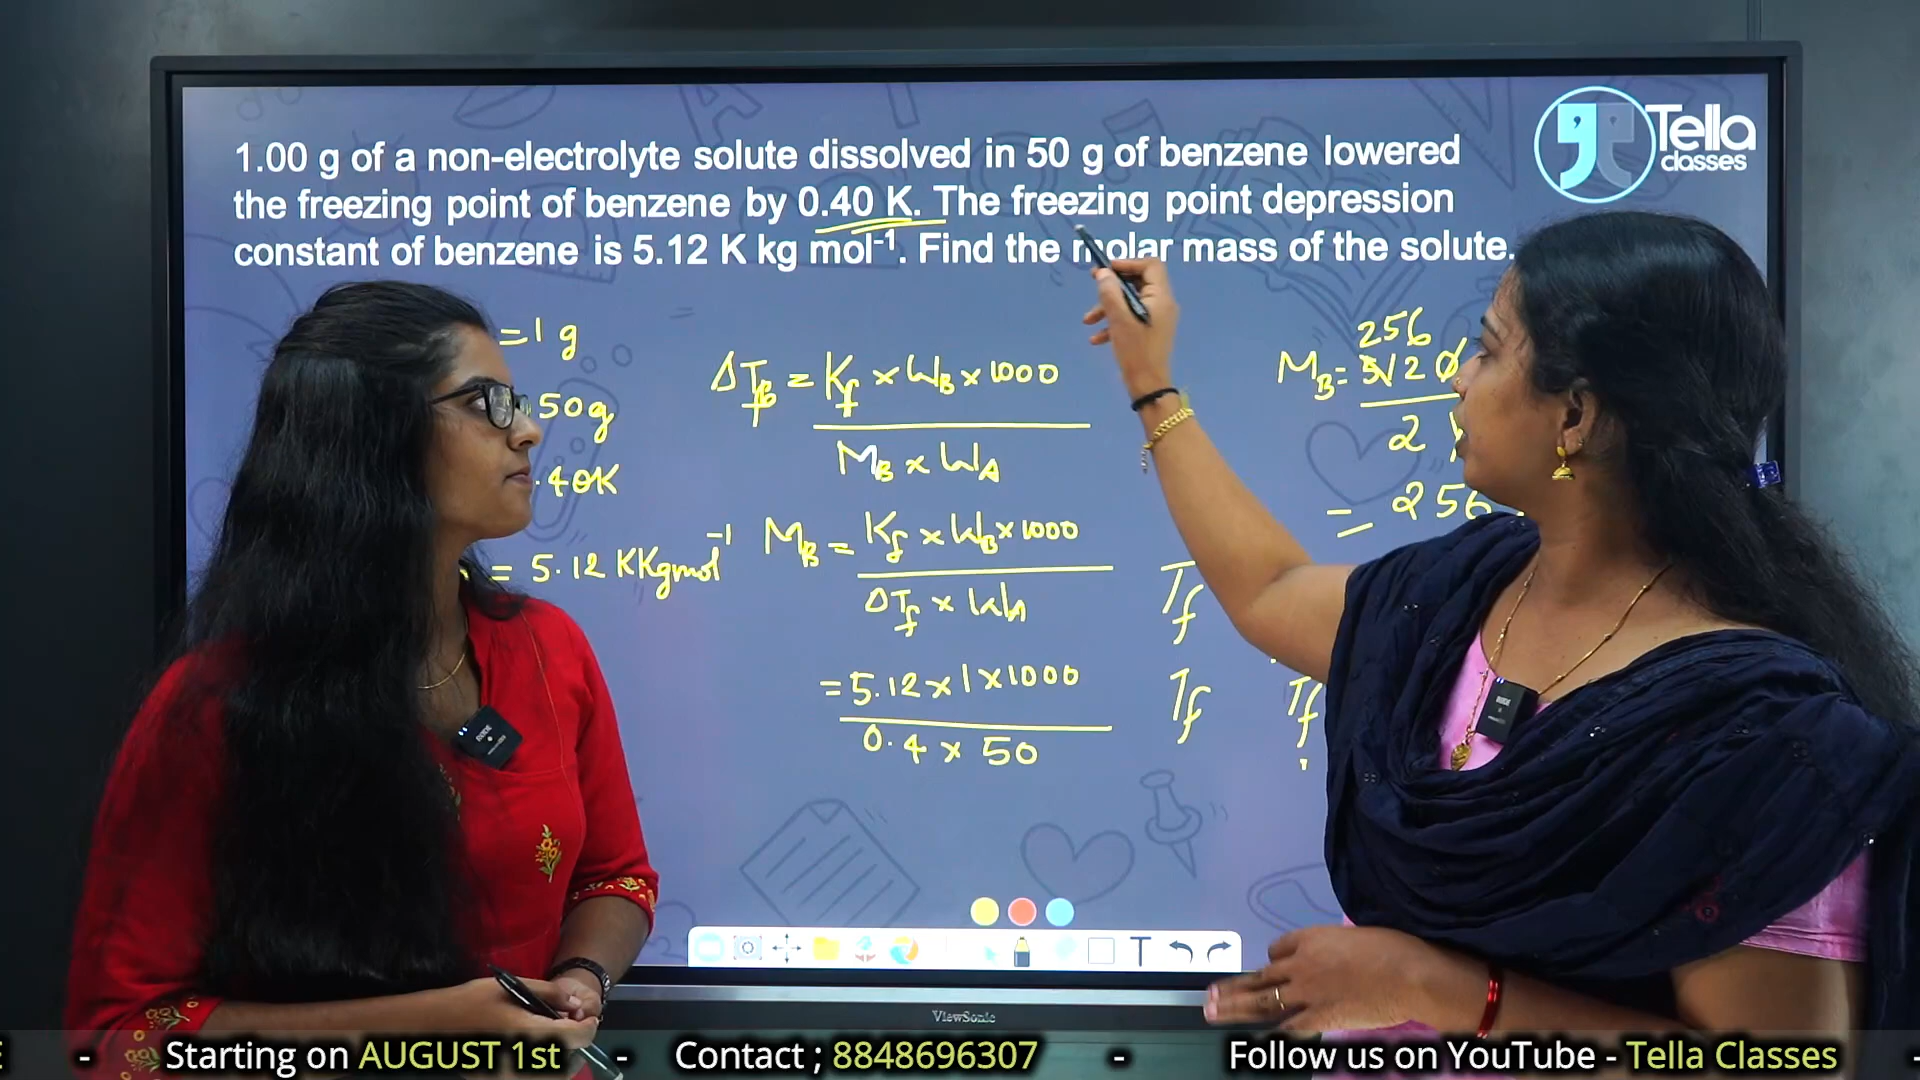 1.00 g of a non-electrolyte solute dissolved in 50 g of benzene lowered
the freezing point of benzene by 0.40 K. The freezing point depression
constant of benzene is 5.12 K kg mol⁻¹. Find the molar mass of the solute.
Tella
classes
= 1 g
50g
.40K
= 5.12 KKgmol⁻¹
ΔTf = Kf × WB × 1000
MB × WA
MB = Kf × WB × 1000
ΔTf × WA
= 5.12 × 1 × 1000
0.4 × 50
256
MB = 5120
2
= 256
Tf
Tf Tf
T
ViewSonic
- Starting on AUGUST 1st - Contact ; 8848696307 - Follow us on YouTube - Tella Classes -